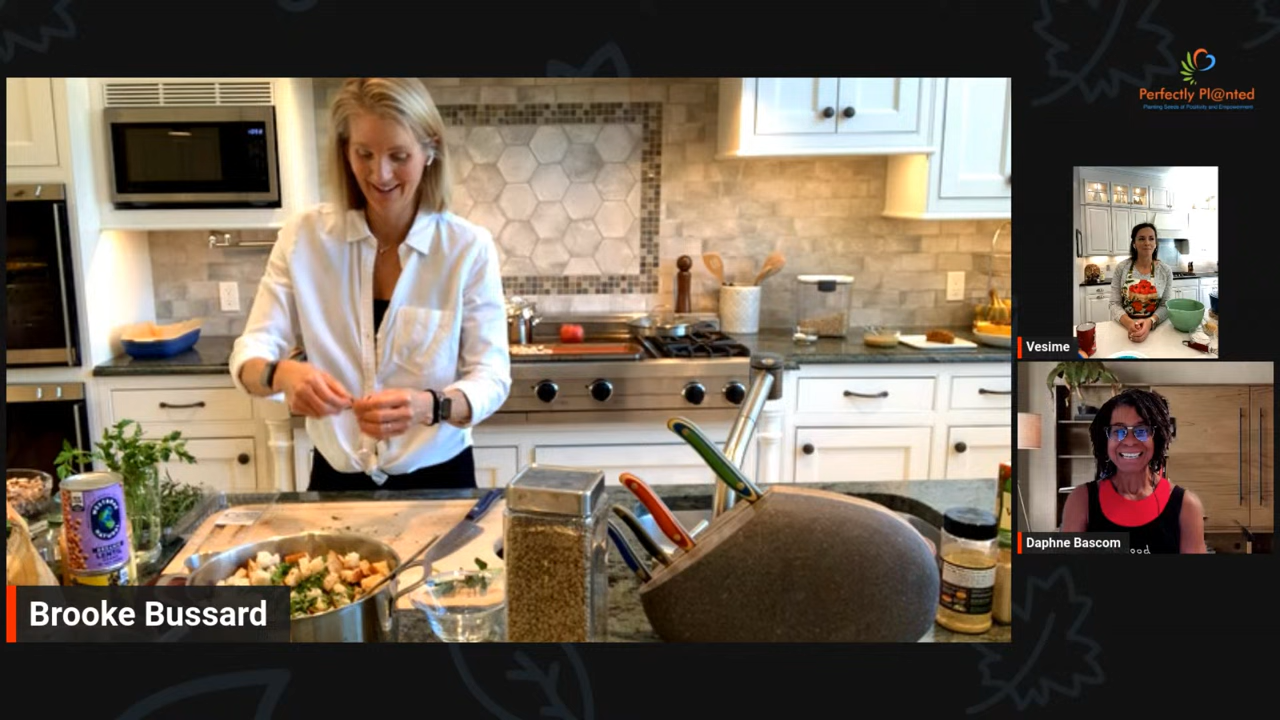 Perfectly Pl@nted
Planting Seeds of Positivity and Empowerment
Vesime
Daphne Bascom
Brooke Bussard